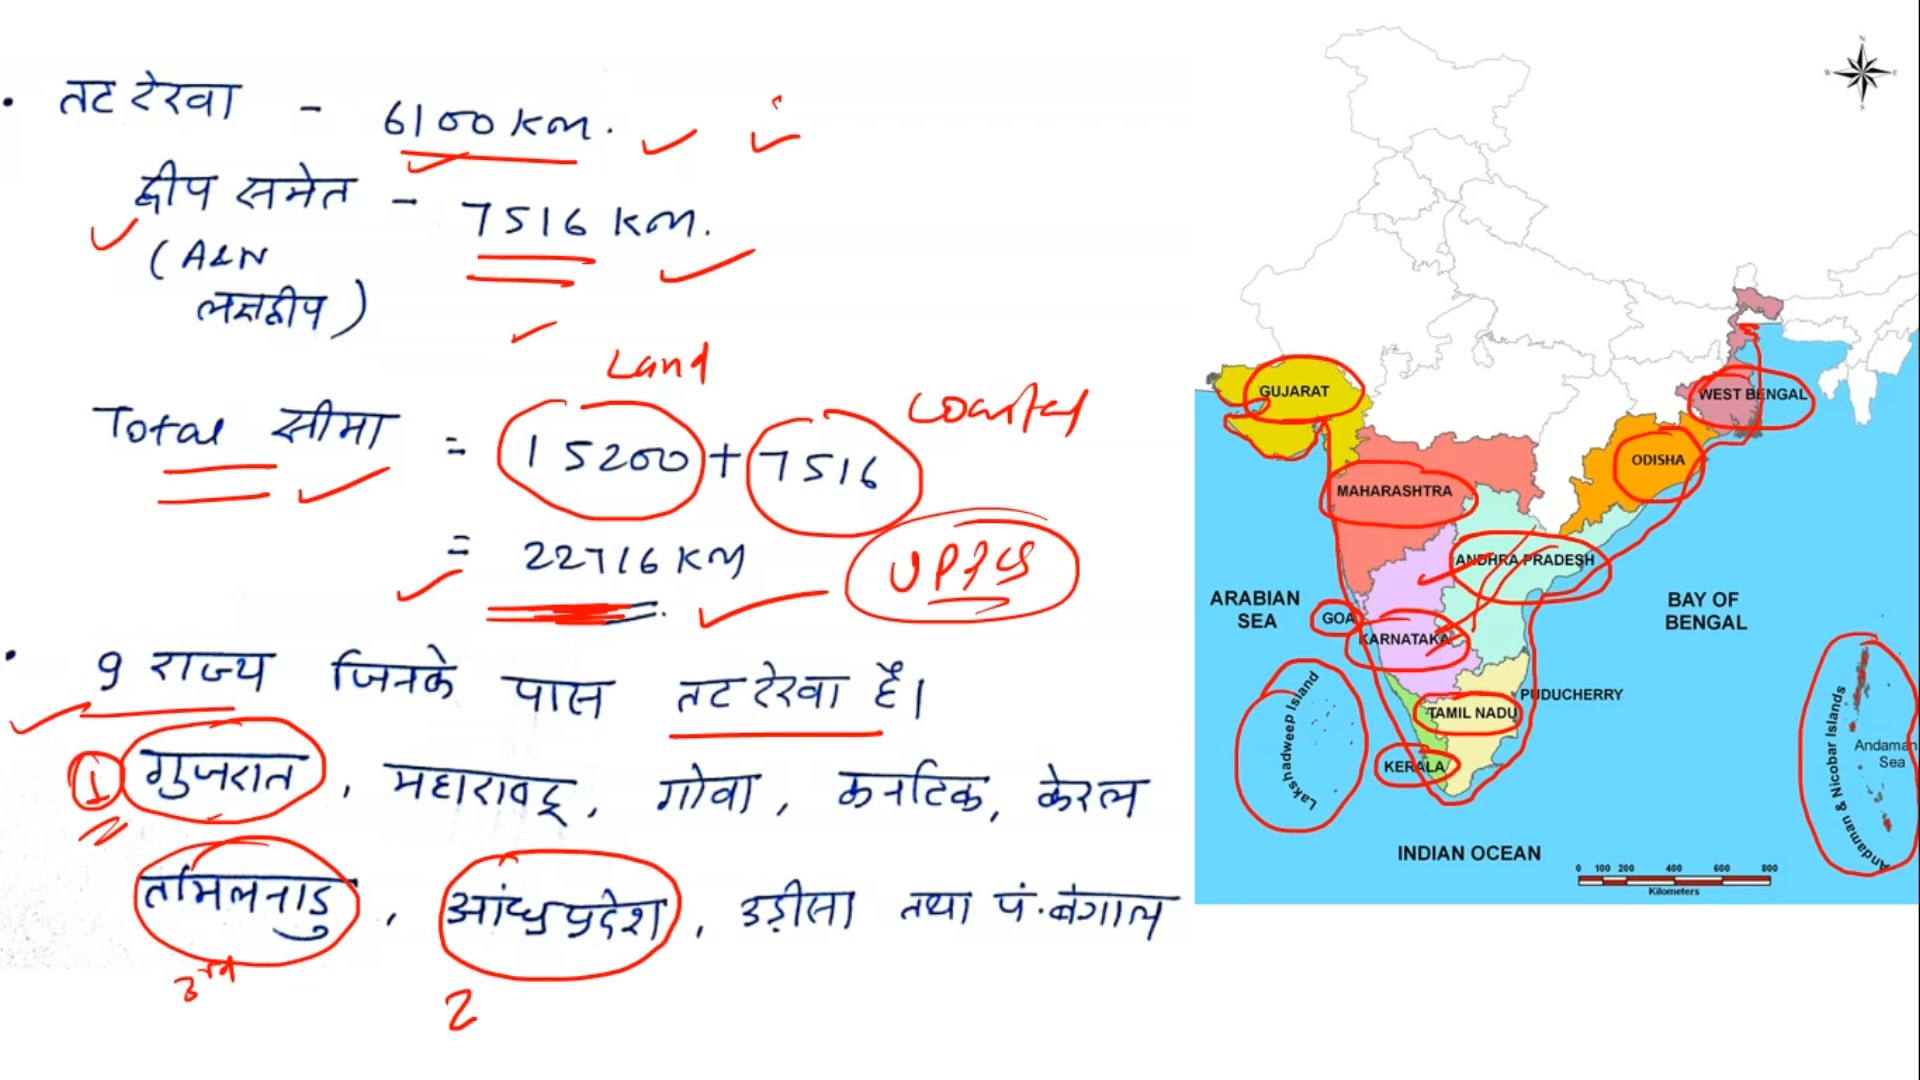 • तट रेखा - 6100 Km.
द्वीप समेत - 7516 Km.
(A&N
लक्षद्वीप)
Land
Coastal
Total सीमा = 15200 + 7516
= 22716 KM
UPPCS
• 9 राज्य जिनके पास तट रेखा हैं।
① गुजरात, महाराष्ट्र, गोवा, कर्नाटक, केरल
तमिलनाडु, आंध्रप्रदेश, उड़ीसा तथा पं. बंगाल
3rd
2
N
W E
S
GUJARAT
WEST BENGAL
ODISHA
MAHARASHTRA
ANDHRA PRADESH
ARABIAN
SEA
BAY OF
BENGAL
GOA
KARNATAKA
PUDUCHERRY
TAMIL NADU
KERALA
Lakshadweep Island
Andaman & Nicobar Islands
Andaman
Sea
INDIAN OCEAN
0 100 200 400 600 800
Kilometers